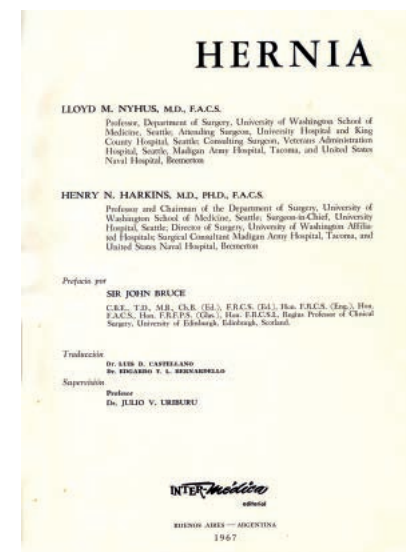 HERNIA
LLOYD M. NYHUS, M.D., F.A.C.S.
Professor, Department of Surgery, University of Washington School of
Medicine, Seattle; Attending Surgeon, University Hospital and King
County Hospital, Seattle; Consulting Surgeon, Veterans Administration
Hospital, Seattle, Madigan Army Hospital, Tacoma, and United States
Naval Hospital, Bremerton
HENRY N. HARKINS, M.D., PH.D., F.A.C.S.
Professor and Chairman of the Department of Surgery, University of
Washington School of Medicine, Seattle; Surgeon-in-Chief, University
Hospital, Seattle; Director of Surgery, University of Washington Affilia-
ted Hospitals; Surgical Consultant Madigan Army Hospital, Tacoma, and
United States Naval Hospital, Bremerton
Prefacio por
SIR JOHN BRUCE
C.B.E., T.D., M.B., Ch.B. (Ed.), F.R.C.S. (Ed.), Hon. F.R.C.S. (Eng.), Hon.
F.A.C.S., Hon. F.R.F.P.S. (Glas.), Hon. F.R.C.S.I., Regius Professor of Clinical
Surgery, University of Edinburgh, Edinburgh, Scotland.
Traducción
Dr. LUIS D. CASTELLANO
Dr. EDGARDO T. L. BERNARDELLO
Supervisión
Profesor
Dr. JULIO V. URIBURU
INTER-Médica
editorial
BUENOS AIRES — ARGENTINA
1967